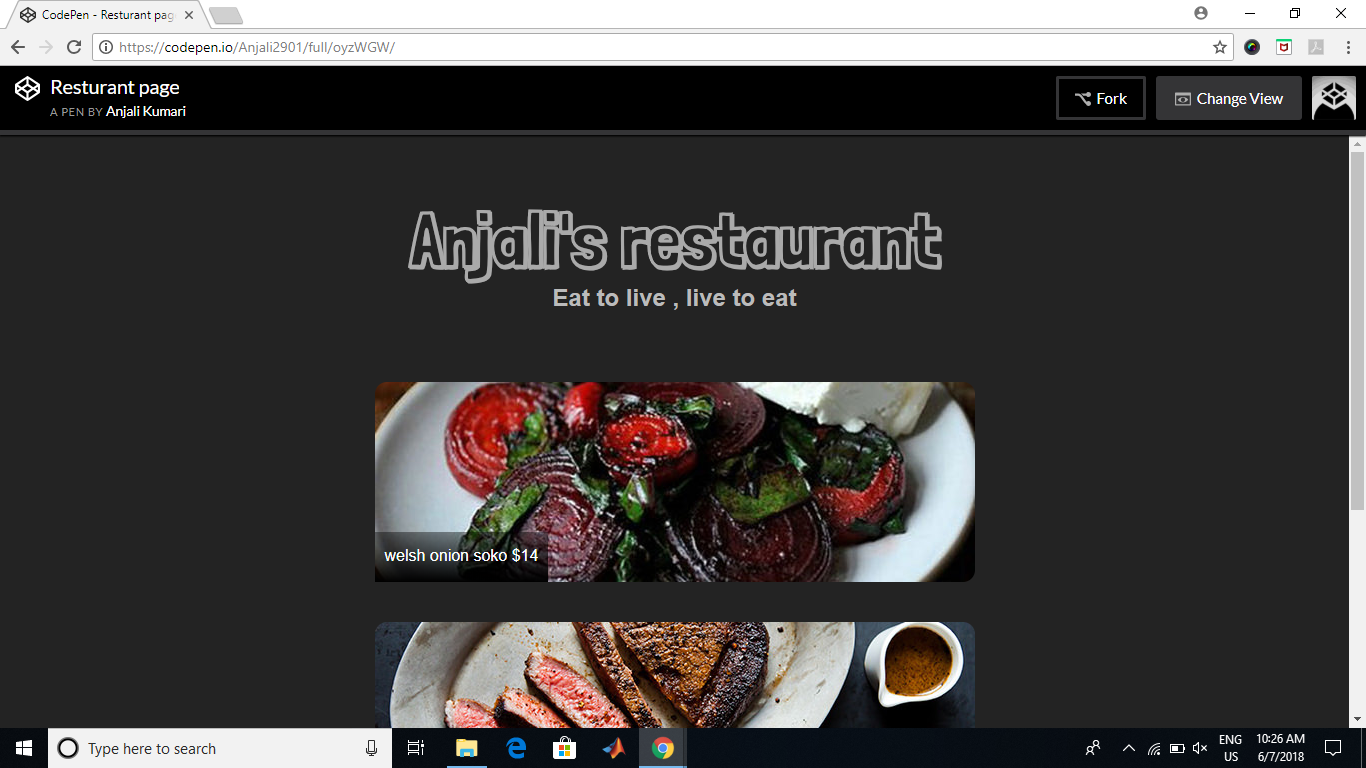 CodePen - Resturant pag
https://codepen.io/Anjali2901/full/oyzWGW/
Resturant page
A PEN BY Anjali Kumari
Fork
Change View
Anjali's restaurant
Eat to live , live to eat
welsh onion soko $14
Type here to search
ENG
US
10:26 AM
6/7/2018